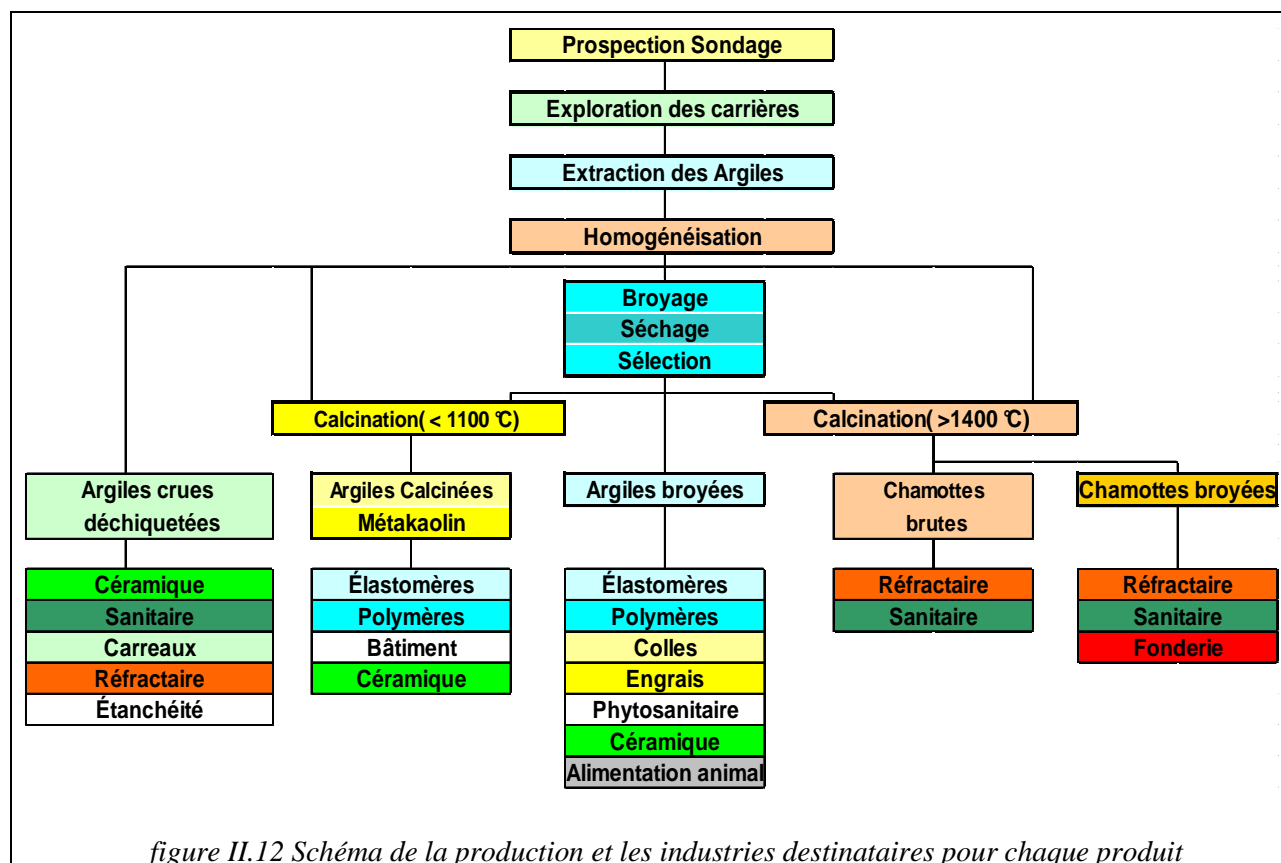 Prospection Sondage
Exploration des carrières
Extraction des Argiles
Homogénéisation
Broyage
Séchage
Sélection
Calcination( < 1100 °C)
Calcination( >1400 °C)
Argiles crues
déchiquetées
Argiles Calcinées
Métakaolin
Argiles broyées
Chamottes
brutes
Chamottes broyées
Céramique
Sanitaire
Carreaux
Réfractaire
Étanchéité
Élastomères
Polymères
Bâtiment
Céramique
Élastomères
Polymères
Colles
Engrais
Phytosanitaire
Céramique
Alimentation animal
Réfractaire
Sanitaire
Réfractaire
Sanitaire
Fonderie
figure II.12 Schéma de la production et les industries destinataires pour chaque produit